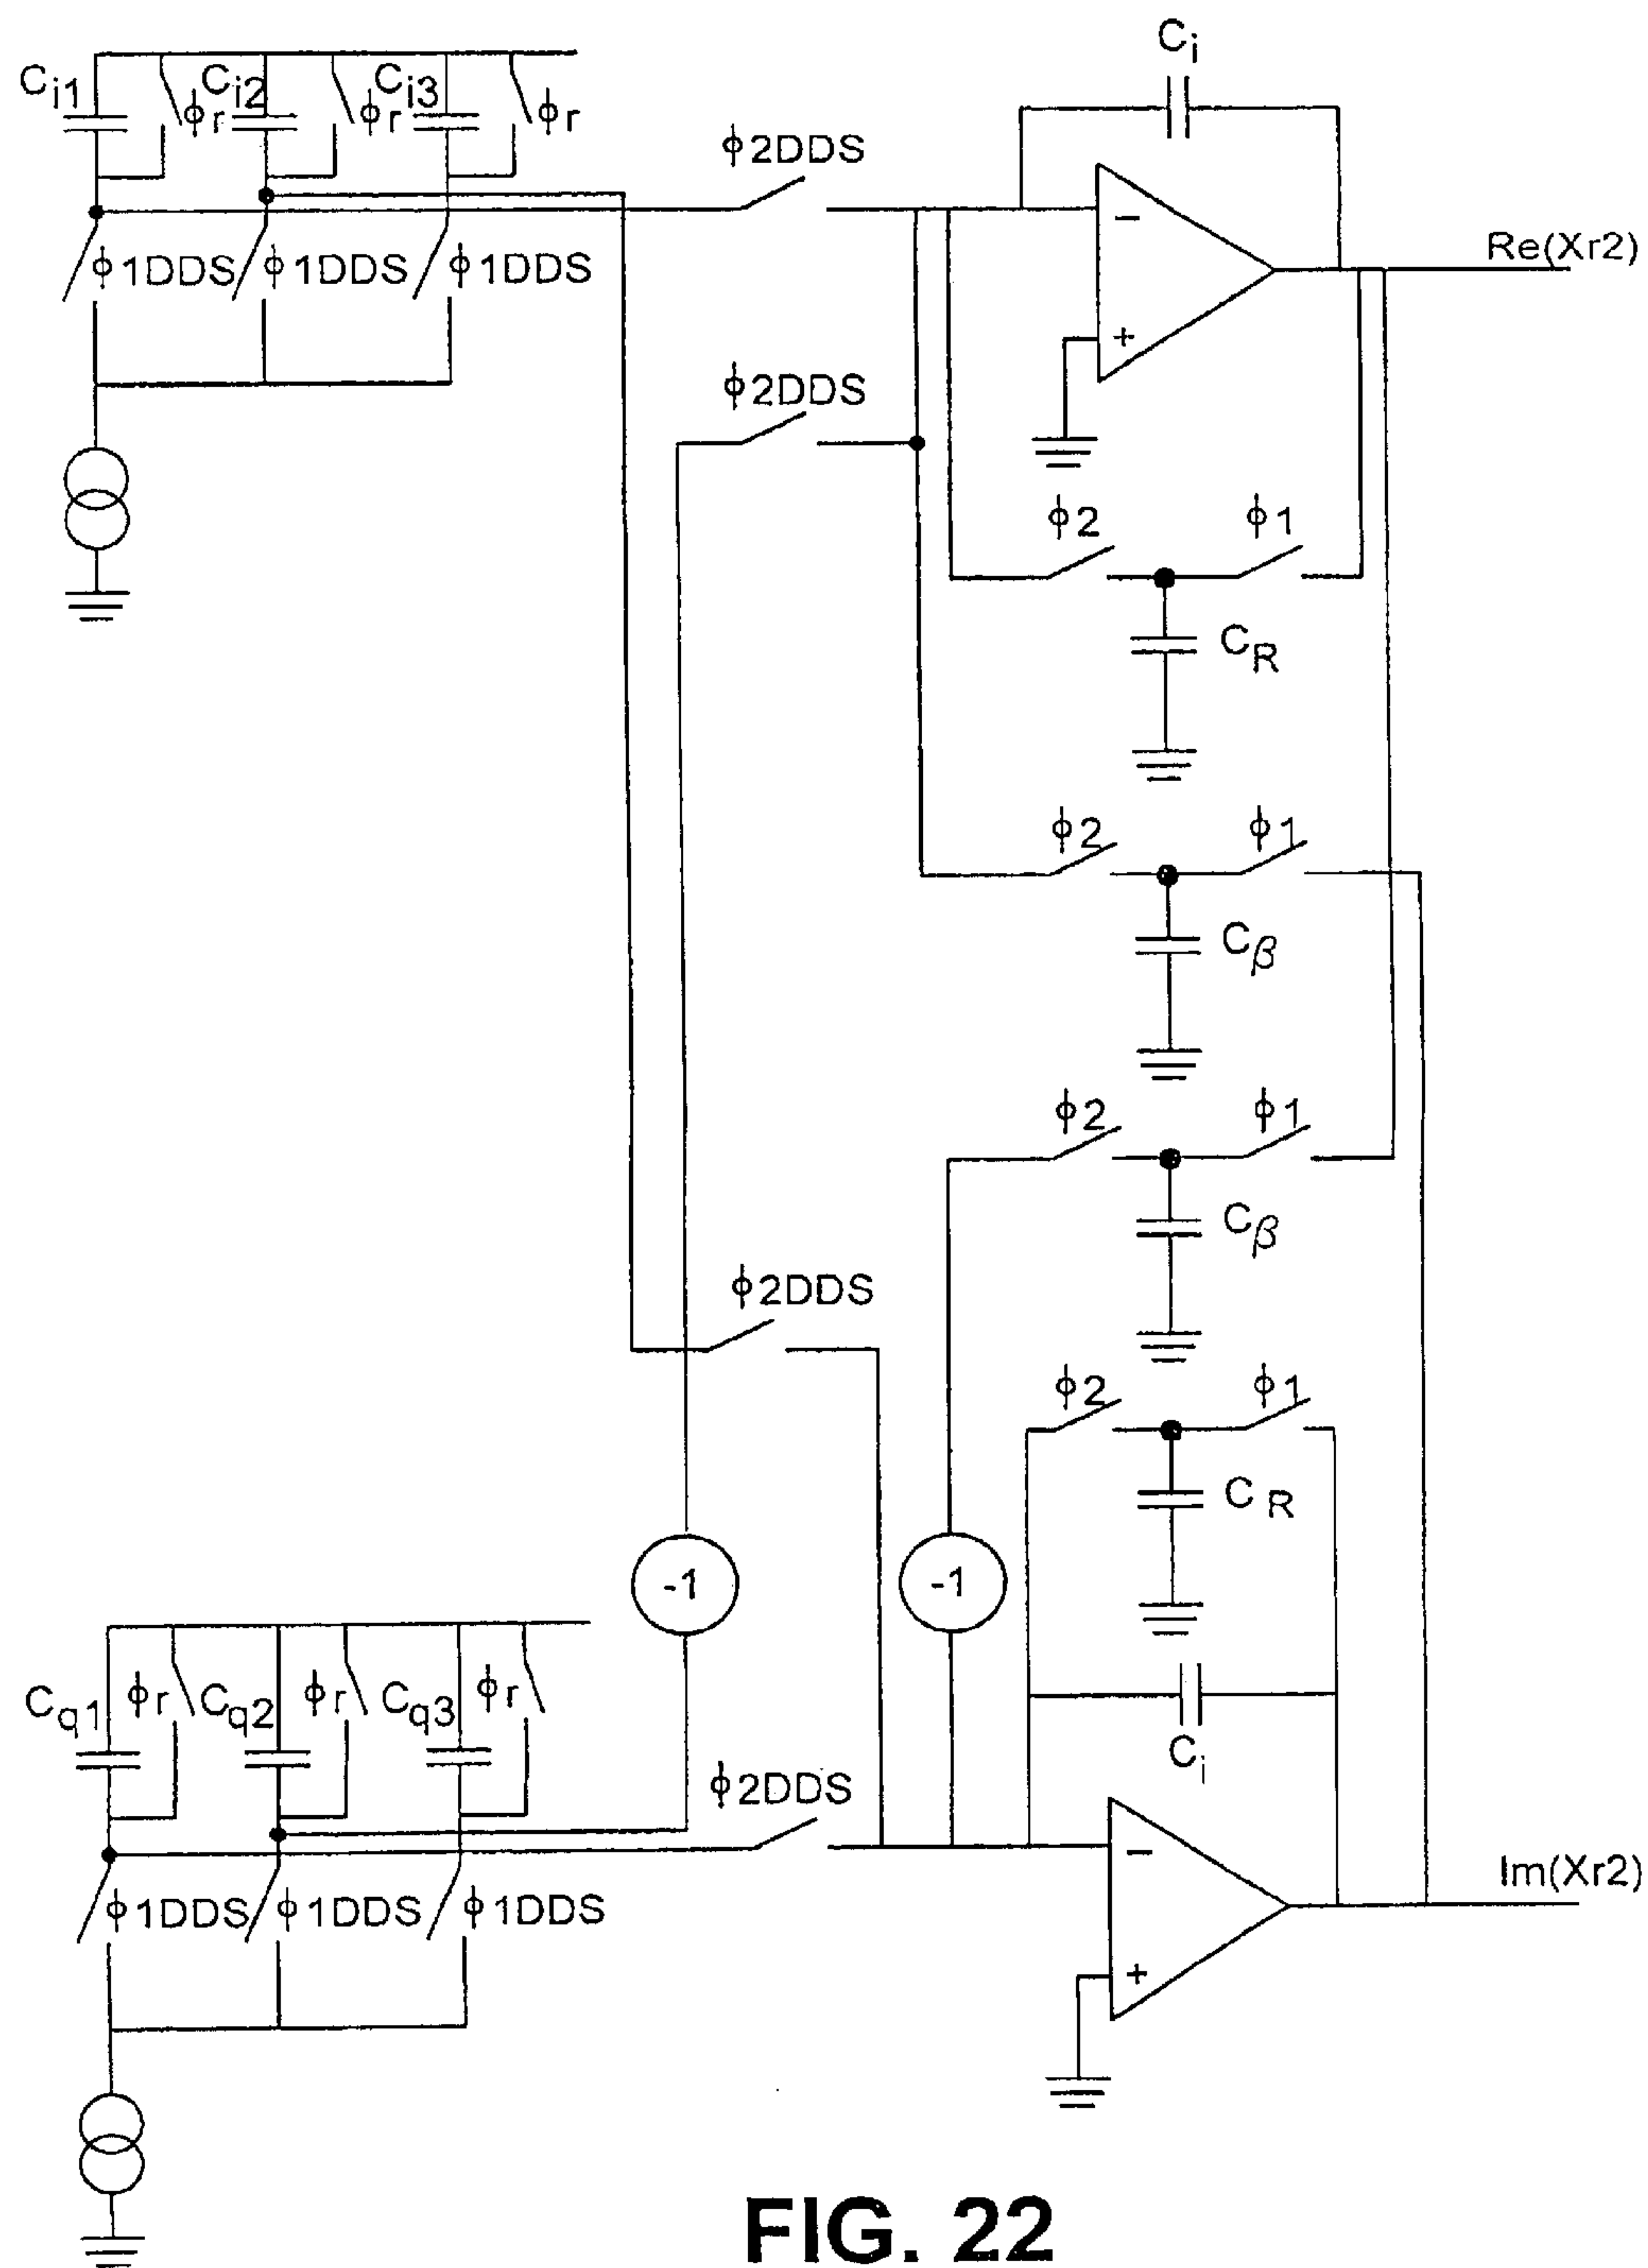 Ci
Ci1 ϕr Ci2 ϕr Ci3 ϕr
ϕ2DDS
−
Re(Xr2)
ϕ1DDS ϕ1DDS ϕ1DDS
+
ϕ2DDS
ϕ2 ϕ1
CR
ϕ2 ϕ1
Cβ
ϕ2 ϕ1
Cβ
ϕ2DDS
ϕ2 ϕ1
CR
-1 -1
Cq1 ϕr Cq2 ϕr Cq3 ϕr
Ci
ϕ2DDS
−
Im(Xr2)
ϕ1DDS ϕ1DDS ϕ1DDS
+
FIG. 22